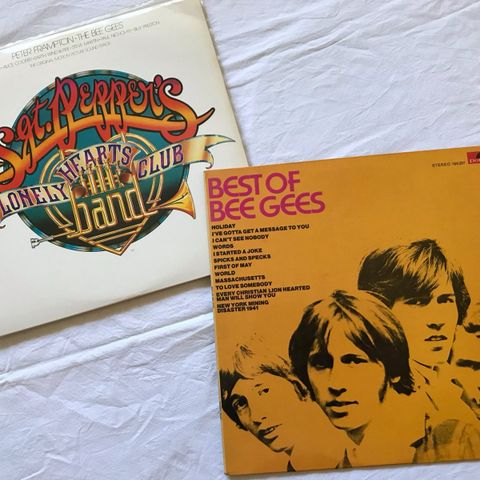 PETER FRAMPTON • THE BEE GEES
THE ORIGINAL MOTION PICTURE SOUNDTRACK
Sgt. Pepper's
LONELY HEARTS CLUB
band
STEREO
BEST OF
BEE GEES
HOLIDAY
I'VE GOTTA GET A MESSAGE TO YOU
I CAN'T SEE NOBODY
WORDS
I STARTED A JOKE
SPICKS AND SPECKS
FIRST OF MAY
WORLD
MASSACHUSETTS
TO LOVE SOMEBODY
EVERY CHRISTIAN LION HEARTED
MAN WILL SHOW YOU
NEW YORK MINING
DISASTER 1941